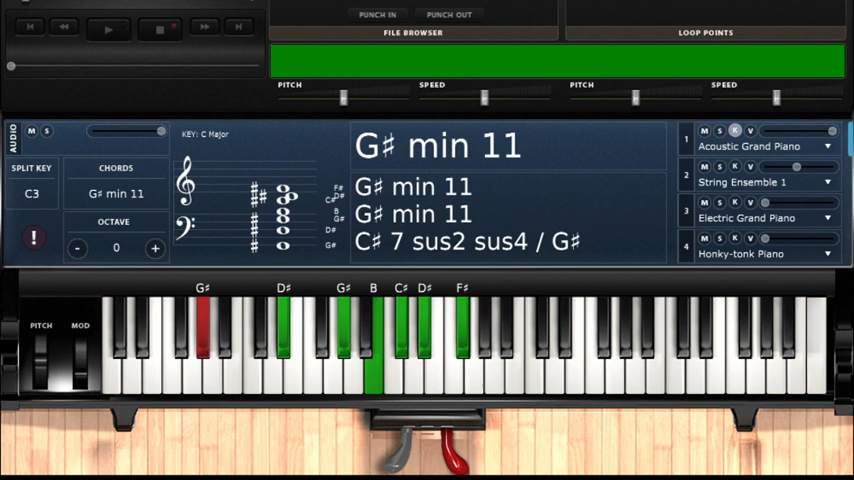 PUNCH IN PUNCH OUT
FILE BROWSER LOOP POINTS
PITCH SPEED PITCH SPEED
AUDIO M S
KEY: C Major
G♯ min 11
SPLIT KEY CHORDS
C3 G♯ min 11
OCTAVE
! - 0 +
F♯
D♯
C♯
B
G♯
D♯
G♯
G♯ min 11
G♯ min 11
C♯ 7 sus2 sus4 / G♯
1 M S K V
Acoustic Grand Piano
2 M S K V
String Ensemble 1
3 M S K V
Electric Grand Piano
4 M S K V
Honky-tonk Piano
G♯ D♯ G♯ B C♯ D♯ F♯
PITCH MOD